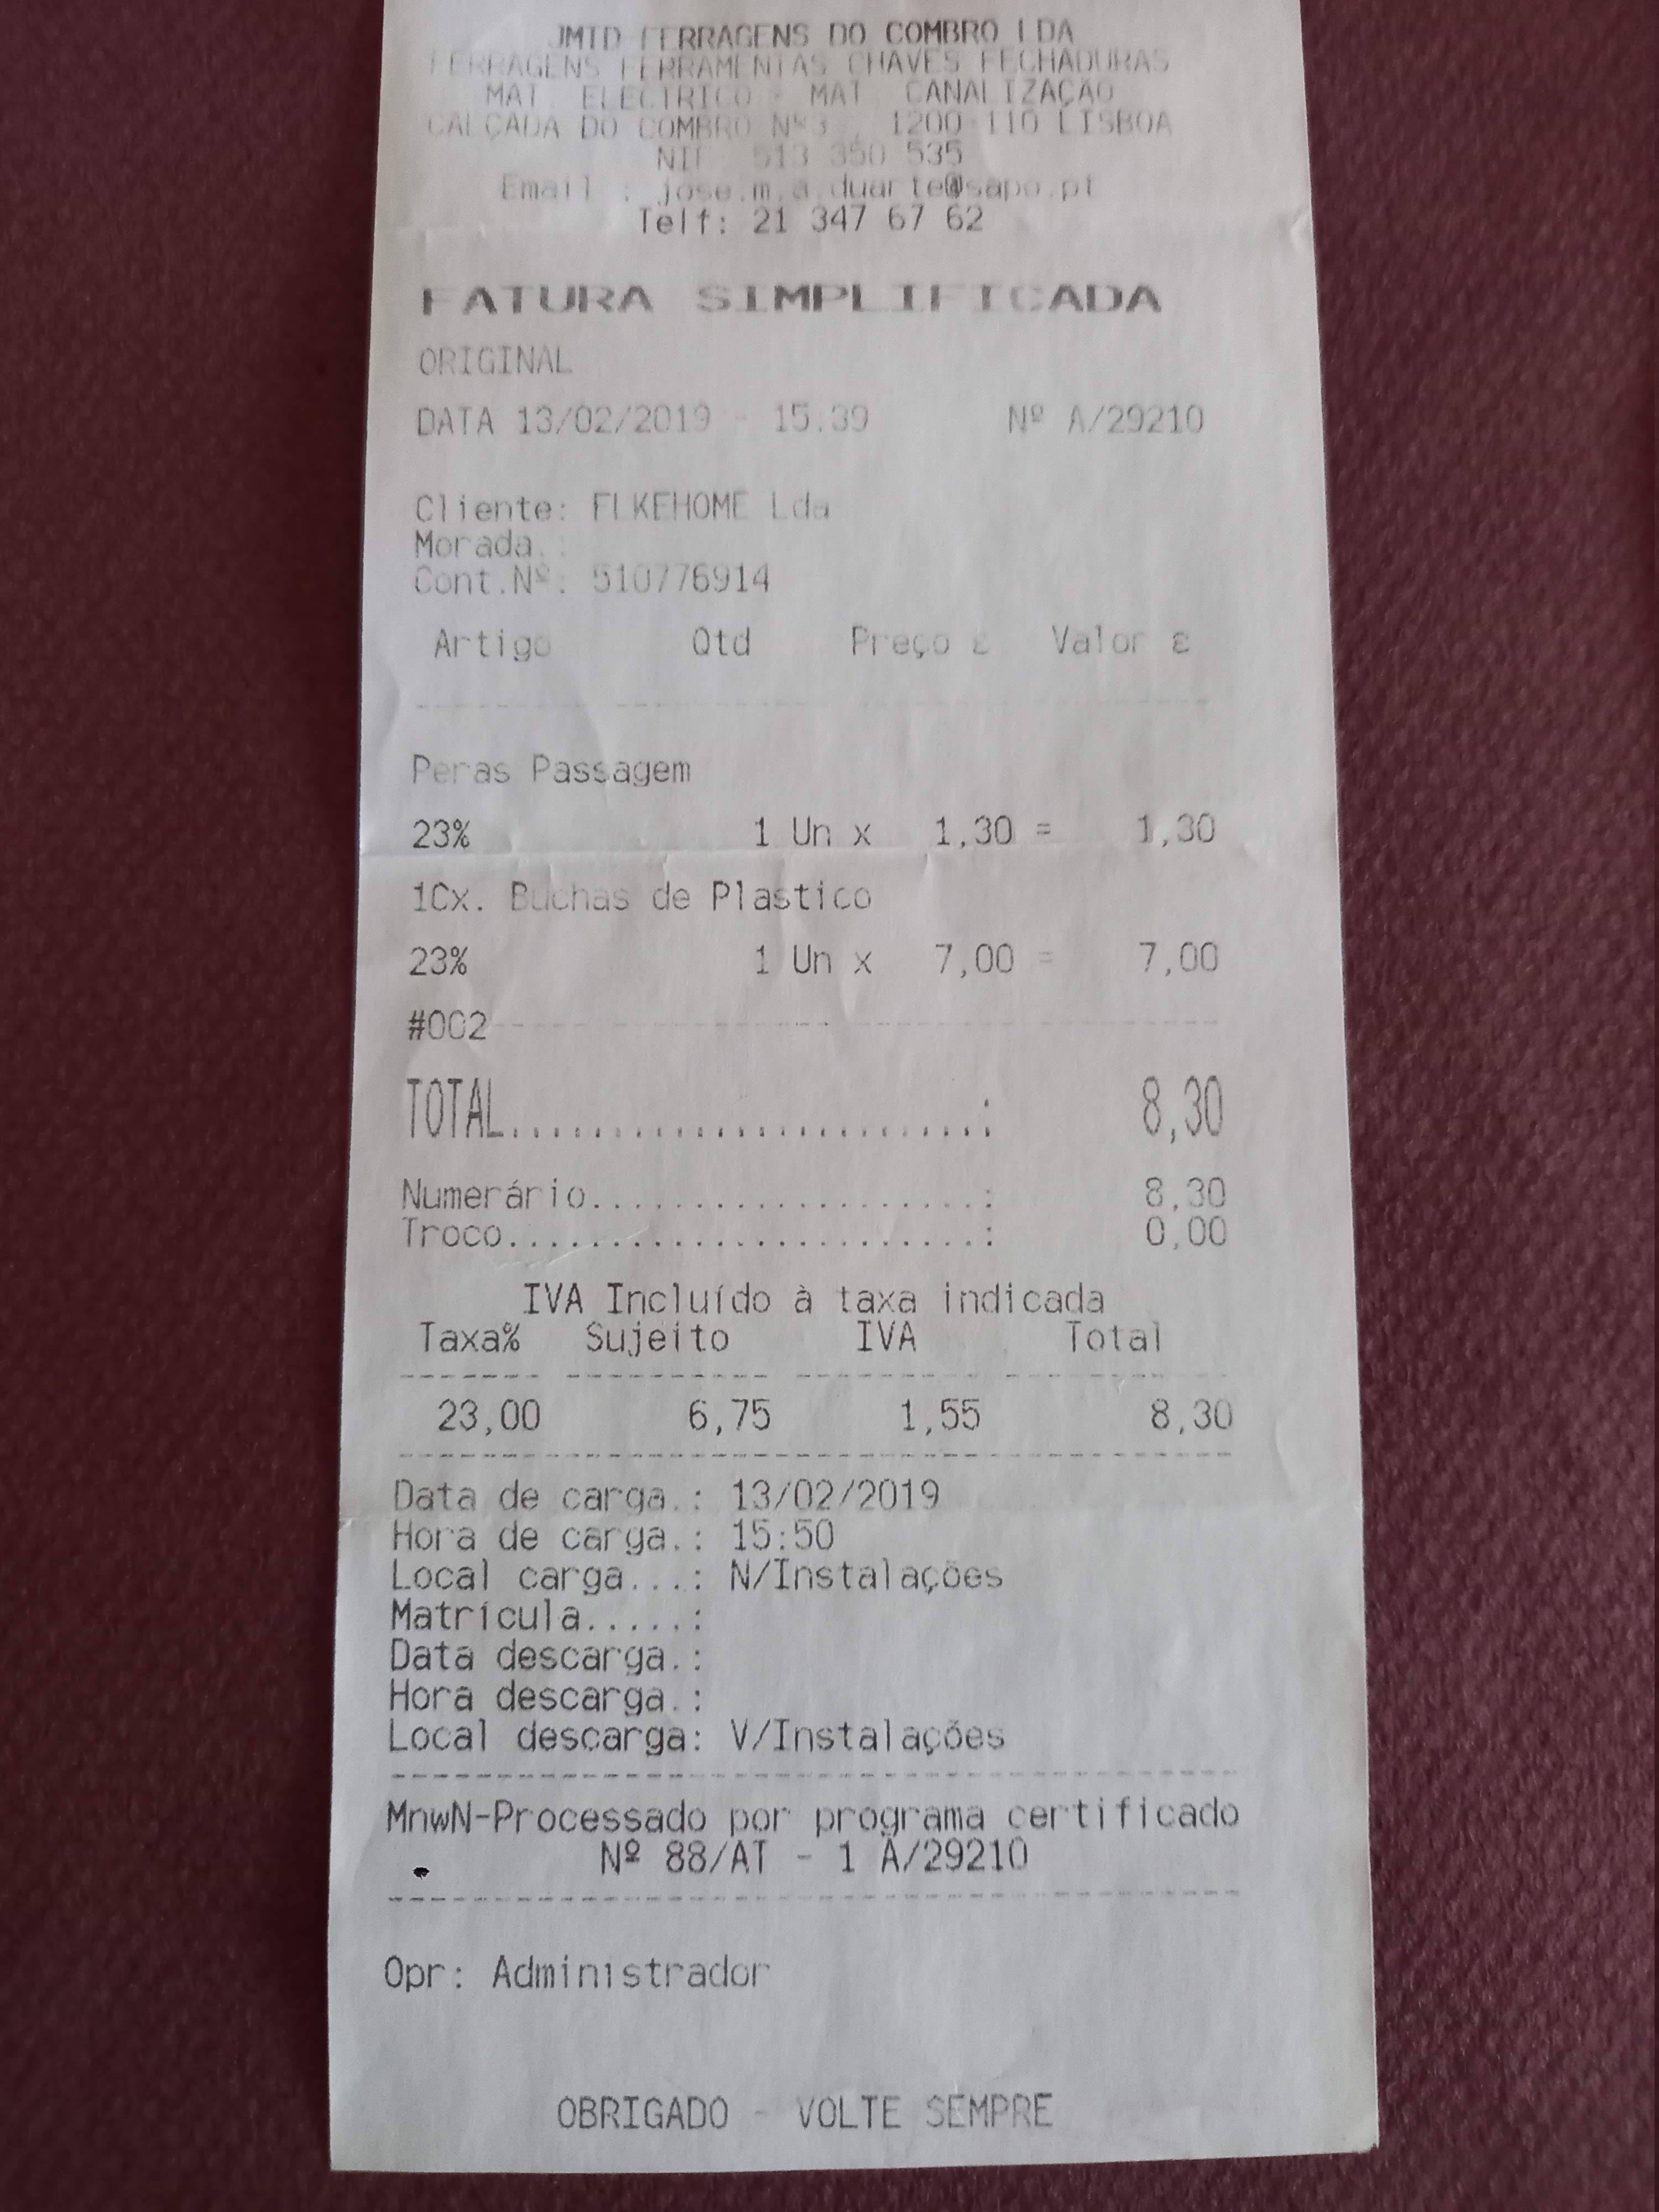 JMTD FERRAGENS DO COMBRO LDA
FERRAGENS FERRAMENTAS CHAVES FECHADURAS
MAT. ELECTRICO - MAT. CANALIZAÇÃO
CALÇADA DO COMBRO Nº3 , 1200-110 LISBOA
NIF: 513 350 535
Email : jose.m.a.duarte@sapo.pt
Telf: 21 347 67 62
FATURA SIMPLIFICADA
ORIGINAL
DATA 13/02/2019 - 15:39 Nº A/29210
Cliente: Lda
Morada.:
Cont.Nº: 510776914
Artigo Qtd Preço £ Valor £
Peras Passagem
23% 1 Un x 1,30 = 1,30
1Cx. Buchas de Plastico
23% 1 Un x 7,00 = 7,00
#002
TOTAL..........................: 8,30
Numerário....................: 8,30
Troco........................: 0,00
IVA Incluído à taxa indicada
Taxa% Sujeito IVA Total
23,00 6,75 1,55 8,30
Data de carga.: 13/02/2019
Hora de carga.: 15:50
Local carga...: N/Instalações
Matrícula.....:
Data descarga.:
Hora descarga.:
Local descarga: V/Instalações
MnwN-Processado por programa certificado
Nº 88/AT - 1 A/29210
Opr: Administrador
OBRIGADO - VOLTE SEMPRE